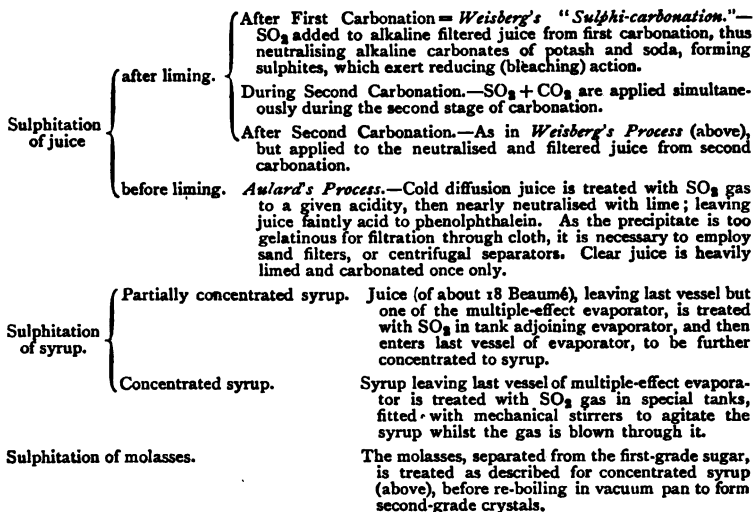 After First Carbonation = Weisberg's "Sulphi-carbonation."—
SO₂ added to alkaline filtered juice from first carbonation, thus
neutralising alkaline carbonates of potash and soda, forming
sulphites, which exert reducing (bleaching) action.
after liming.
During Second Carbonation.—SO₂ + CO₂ are applied simultane-
ously during the second stage of carbonation.
Sulphitation
of juice
After Second Carbonation.—As in Weisberg's Process (above),
but applied to the neutralised and filtered juice from second
carbonation.
before liming. Aulard's Process.—Cold diffusion juice is treated with SO₂ gas
to a given acidity, then nearly neutralised with lime; leaving
juice faintly acid to phenolphthalein. As the precipitate is too
gelatinous for filtration through cloth, it is necessary to employ
sand filters, or centrifugal separators. Clear juice is heavily
limed and carbonated once only.
Sulphitation
of syrup.
Partially concentrated syrup. Juice (of about 18 Beaumé), leaving last vessel but
one of the multiple-effect evaporator, is treated
with SO₂ in tank adjoining evaporator, and then
enters last vessel of evaporator, to be further
concentrated to syrup.
Concentrated syrup. Syrup leaving last vessel of multiple-effect evapora-
tor is treated with SO₂ gas in special tanks,
fitted with mechanical stirrers to agitate the
syrup whilst the gas is blown through it.
Sulphitation of molasses. The molasses, separated from the first-grade sugar,
is treated as described for concentrated syrup
(above), before re-boiling in vacuum pan to form
second-grade crystals.